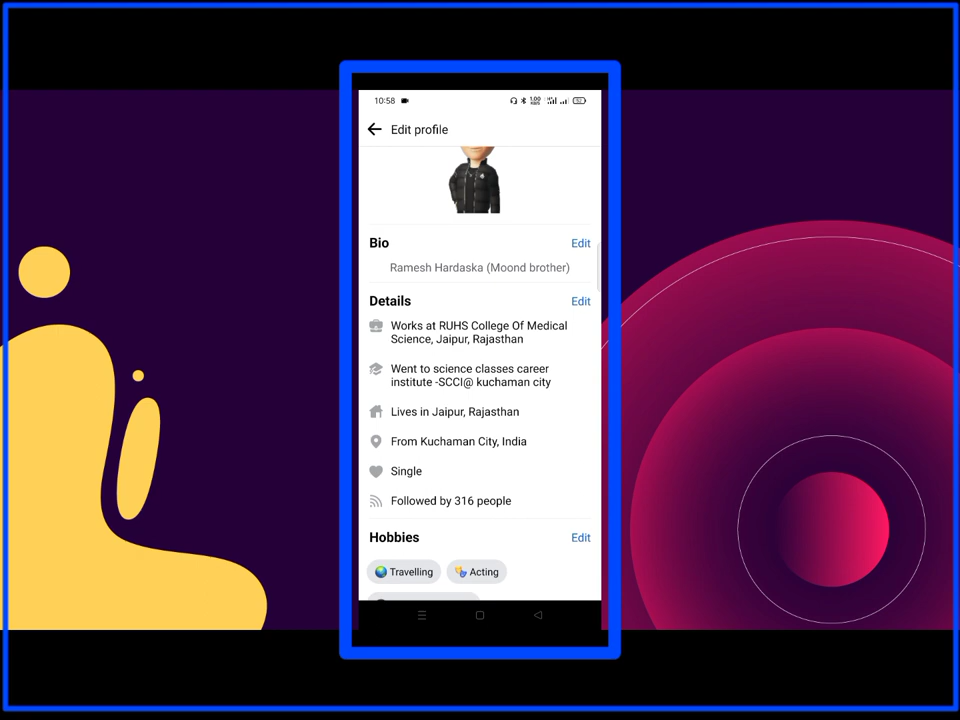 10:58
Edit profile
Bio
Edit
Ramesh Hardaska (Moond brother)
Details
Edit
Works at RUHS College Of Medical
Science, Jaipur, Rajasthan
Went to science classes career
institute -SCCI@ kuchaman city
Lives in Jaipur, Rajasthan
From Kuchaman City, India
Single
Followed by 316 people
Hobbies
Edit
Travelling
Acting